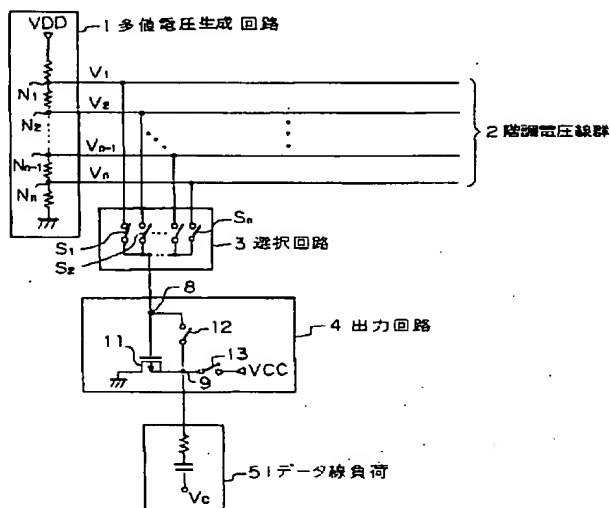 1 多値電圧生成回路
VDD
V1
N1
V2
N2
Vn-1
Nn-1
Vn
Nn
2 階調電圧線群
S1
S2
Sn
3 選択回路
8
12
4 出力回路
11
13
VCC
9
51 データ線負荷
Vc